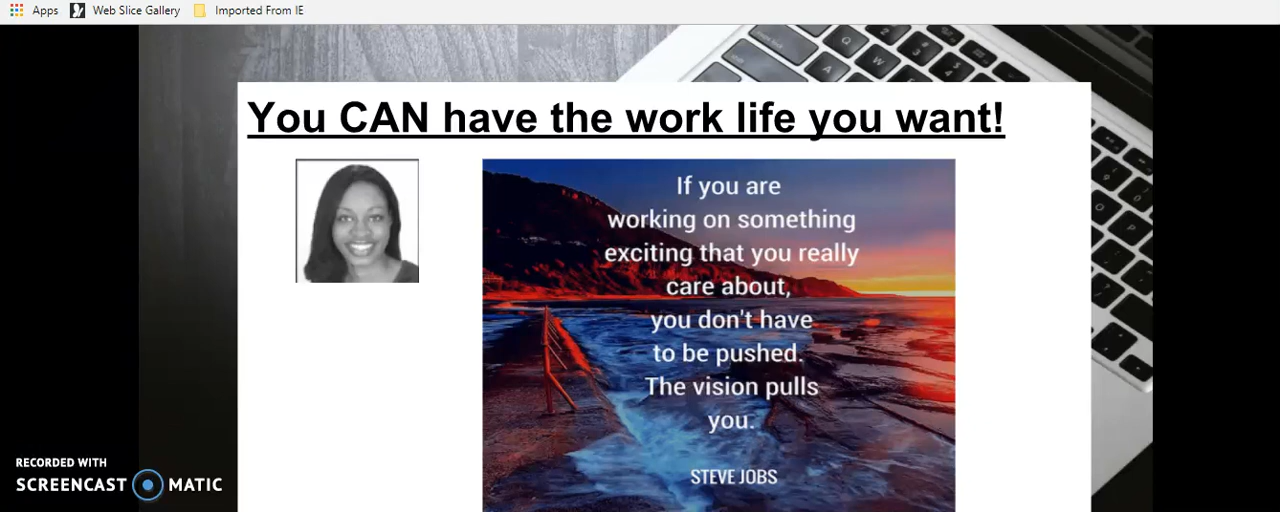 Apps Web Slice Gallery Imported From IE
You CAN have the work life you want!
If you are
working on something
exciting that you really
care about,
you don't have
to be pushed.
The vision pulls
you.
STEVE JOBS
RECORDED WITH
SCREENCAST MATIC